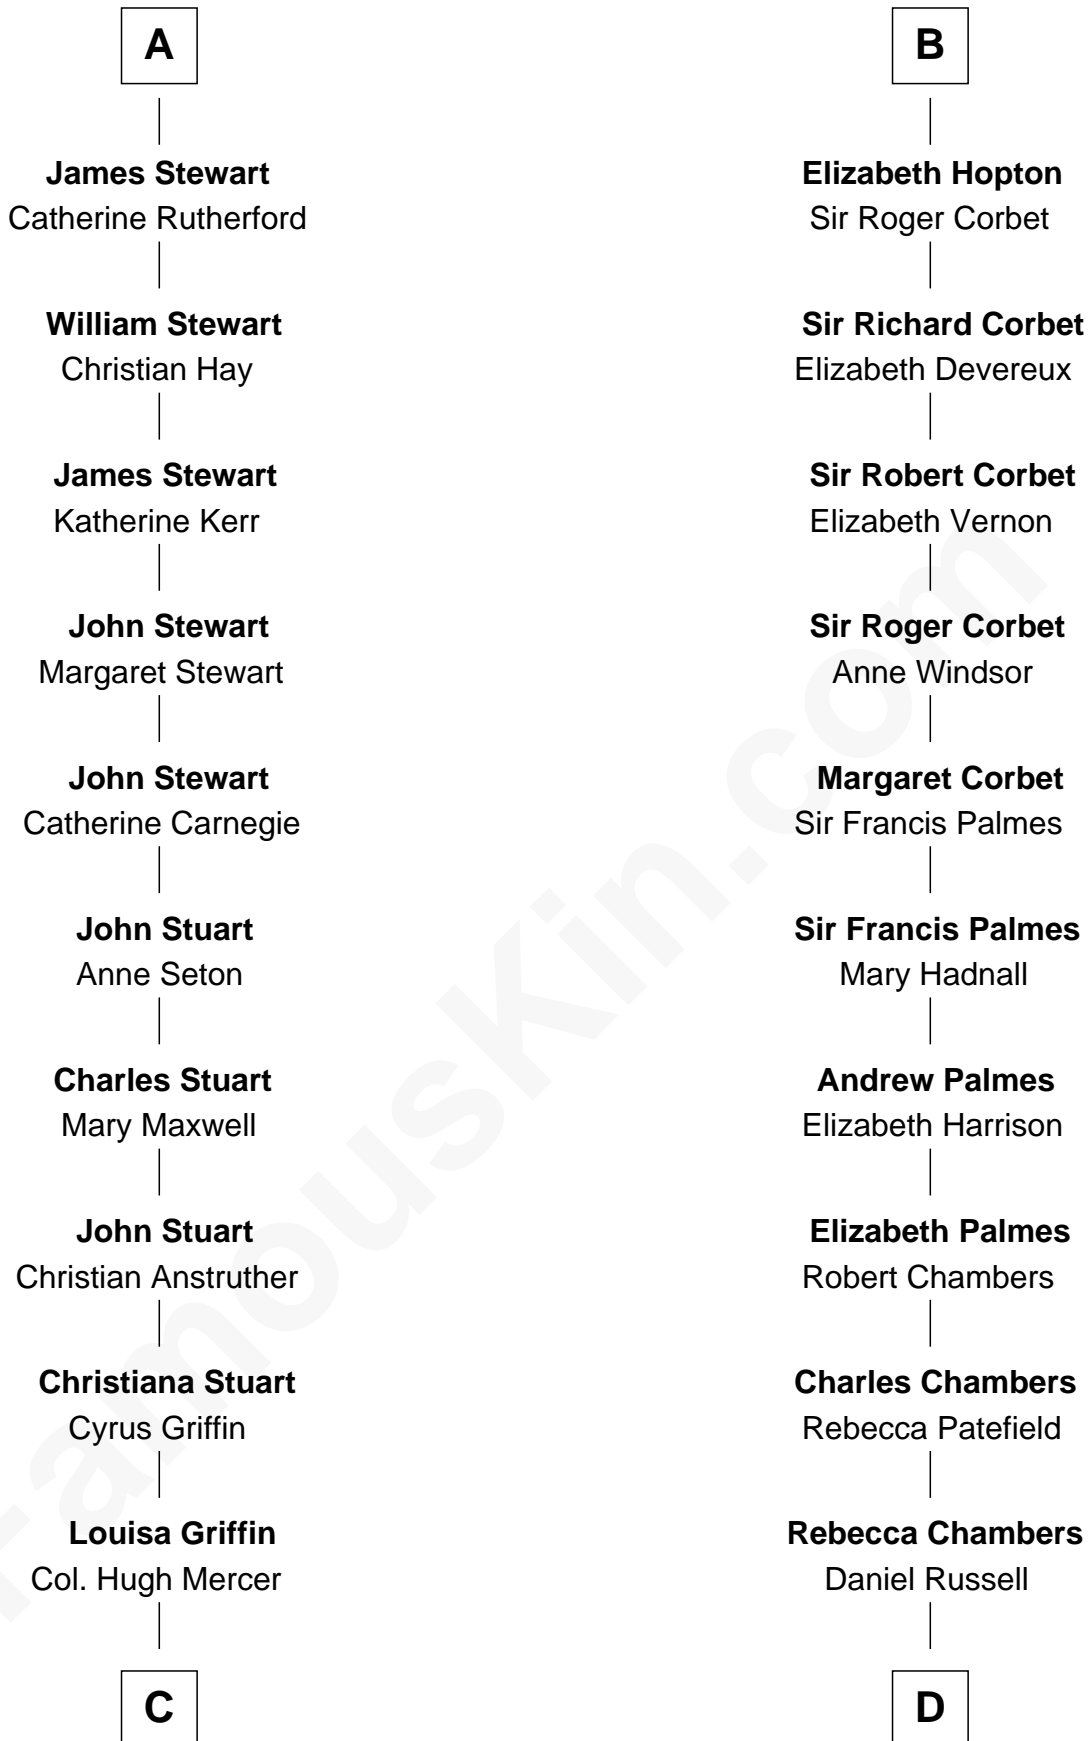 A
James Stewart
Catherine Rutherford
William Stewart
Christian Hay
James Stewart
Katherine Kerr
John Stewart
Margaret Stewart
John Stewart
Catherine Carnegie
John Stuart
Anne Seton
Charles Stuart
Mary Maxwell
John Stuart
Christian Anstruther
Christiana Stuart
Cyrus Griffin
Louisa Griffin
Col. Hugh Mercer
C
B
Elizabeth Hopton
Sir Roger Corbet
Sir Richard Corbet
Elizabeth Devereux
Sir Robert Corbet
Elizabeth Vernon
Sir Roger Corbet
Anne Windsor
Margaret Corbet
Sir Francis Palmes
Sir Francis Palmes
Mary Hadnall
Andrew Palmes
Elizabeth Harrison
Elizabeth Palmes
Robert Chambers
Charles Chambers
Rebecca Patefield
Rebecca Chambers
Daniel Russell
D
FamousKin.com